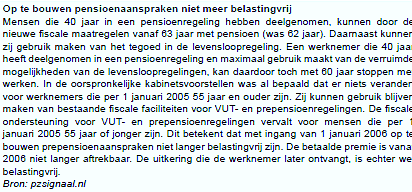 Op te bouwen pensioenaanspraken niet meer belastingvrij
Mensen die 40 jaar in een pensioenregeling hebben deelgenomen, kunnen door de
nieuwe fiscale maatregelen vanaf 63 jaar met pensioen (was 62 jaar). Daarnaast kunnen
zij gebruik maken van het tegoed in de levensloopregeling. Een werknemer die 40 jaar
heeft deelgenomen in een pensioenregeling en maximaal gebruik maakt van de verruimde
mogelijkheden van de levensloopregelingen, kan daardoor toch met 60 jaar stoppen met
werken. In de oorspronkelijke kabinetsvoorstellen was al bepaald dat er niets verandert
voor werknemers die per 1 januari 2005 55 jaar en ouder zijn. Zij kunnen gebruik blijven
maken van bestaande fiscale faciliteiten voor VUT- en prepensioenregelingen. De fiscale
ondersteuning voor VUT- en prepensioenregelingen vervalt voor mensen die per 1
januari 2005 55 jaar of jonger zijn. Dit betekent dat met ingang van 1 januari 2006 op te
bouwen prepensioenaanspraken niet langer belastingvrij zijn. De betaalde premie is vanaf
2006 niet langer aftrekbaar. De uitkering die de werknemer later ontvangt, is echter wel
belastingvrij.
Bron: pzsignaal.nl